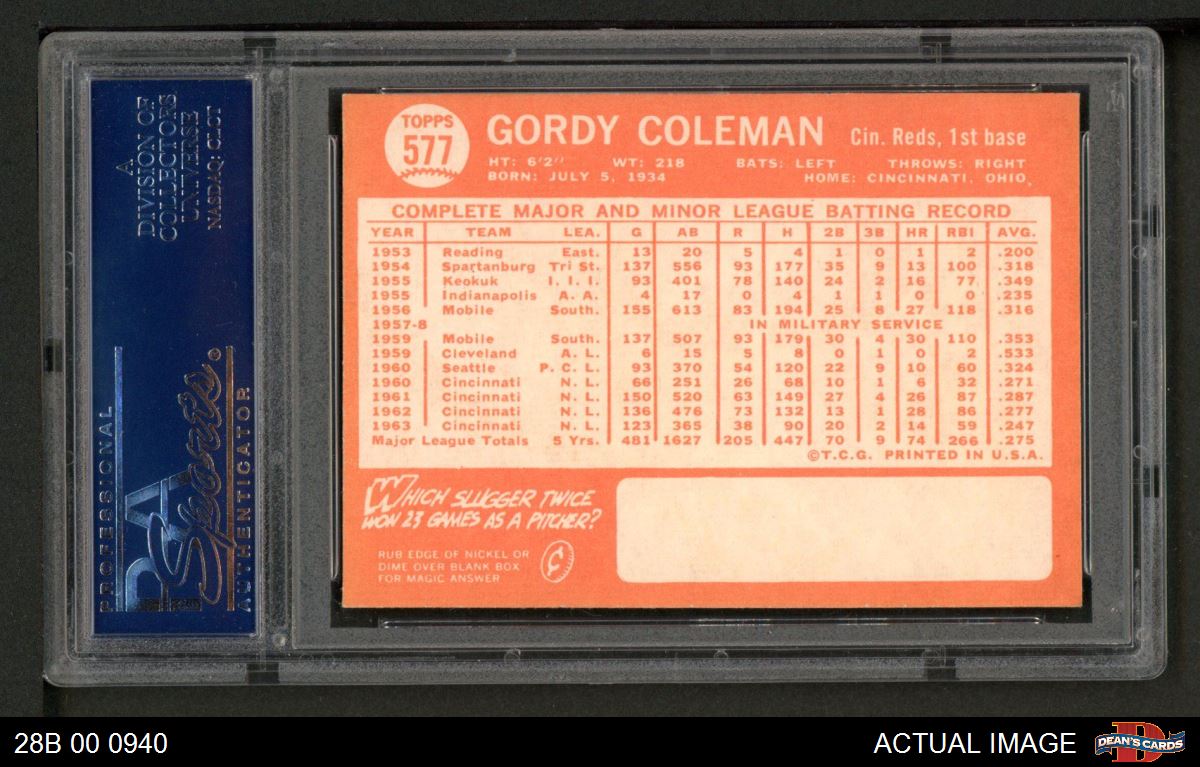 A
DIVISION OF
COLLECTORS
UNIVERSE
NASDAQ: CLCT
PROFESSIONAL
PSA
Sports
AUTHENTICATOR
TOPPS
577
GORDY COLEMAN Cin. Reds, 1st base
HT: 6'2" WT: 218 BATS: LEFT THROWS: RIGHT
BORN: JULY 5, 1934 HOME: CINCINNATI, OHIO
COMPLETE MAJOR AND MINOR LEAGUE BATTING RECORD
YEAR TEAM LEA. G AB R H 2B 3B HR RBI AVG.
1953 Reading East. 13 20 5 4 1 0 1 2 .200
1954 Spartanburg Tri St. 137 556 93 177 35 9 13 100 .318
1955 Keokuk I. I. I. 93 401 78 140 24 2 16 77 .349
1955 Indianapolis A. A. 4 17 0 4 1 1 0 0 .235
1956 Mobile South. 155 613 83 194 25 8 27 118 .316
1957-8 IN MILITARY SERVICE
1959 Mobile South. 137 507 93 179 30 4 30 110 .353
1959 Cleveland A. L. 6 15 5 8 0 1 0 2 .533
1960 Seattle P. C. L. 93 370 54 120 22 9 10 60 .324
1960 Cincinnati N. L. 66 251 26 68 10 1 6 32 .271
1961 Cincinnati N. L. 150 520 63 149 27 4 26 87 .287
1962 Cincinnati N. L. 136 476 73 132 13 1 28 86 .277
1963 Cincinnati N. L. 123 365 38 90 20 2 14 59 .247
Major League Totals 5 Yrs. 481 1627 205 447 70 9 74 266 .275
©T.C.G. PRINTED IN U.S.A.
WHICH SLUGGER TWICE
WON 23 GAMES AS A PITCHER?
RUB EDGE OF NICKEL OR
DIME OVER BLANK BOX
FOR MAGIC ANSWER
¢
28B 00 0940
ACTUAL IMAGE
D
DEAN'S CARDS